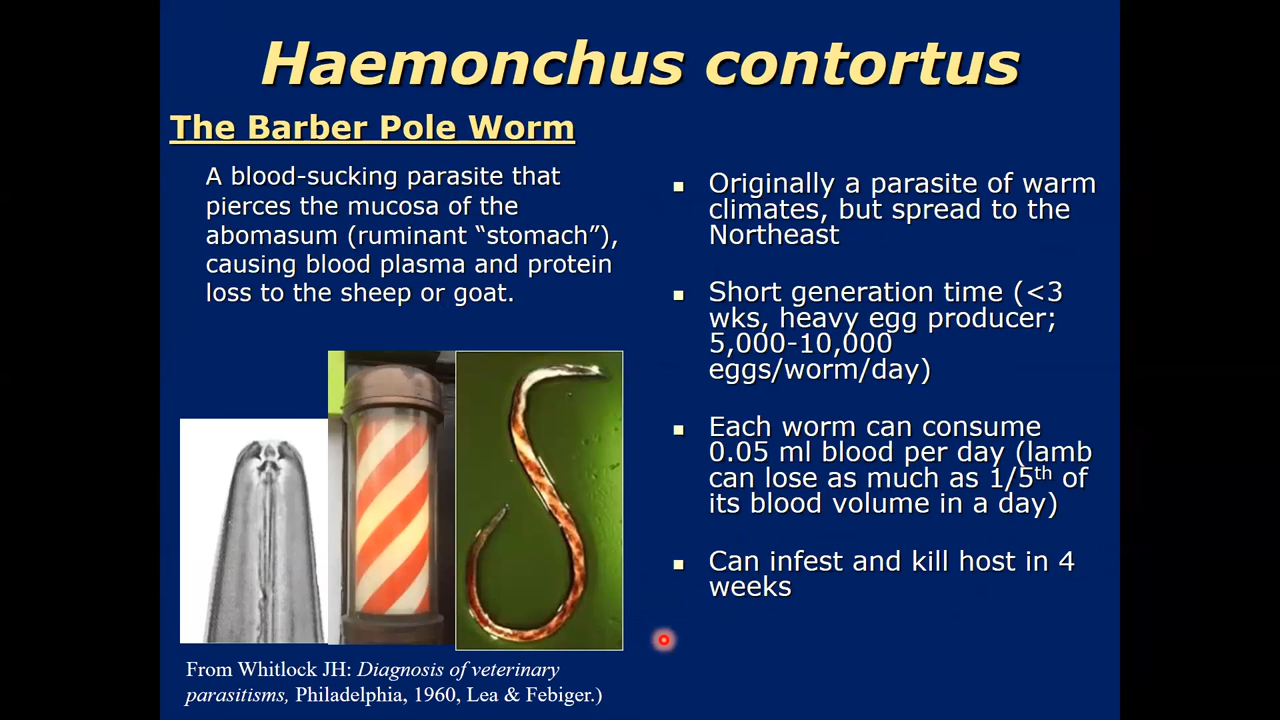 Haemonchus contortus
The Barber Pole Worm
A blood-sucking parasite that
pierces the mucosa of the
abomasum (ruminant “stomach”),
causing blood plasma and protein
loss to the sheep or goat.
From Whitlock JH: Diagnosis of veterinary
parasitisms, Philadelphia, 1960, Lea & Febiger.)
Originally a parasite of warm
climates, but spread to the
Northeast
Short generation time (<3
wks, heavy egg producer;
5,000-10,000
eggs/worm/day)
Each worm can consume
0.05 ml blood per day (lamb
can lose as much as 1/5th of
its blood volume in a day)
Can infest and kill host in 4
weeks